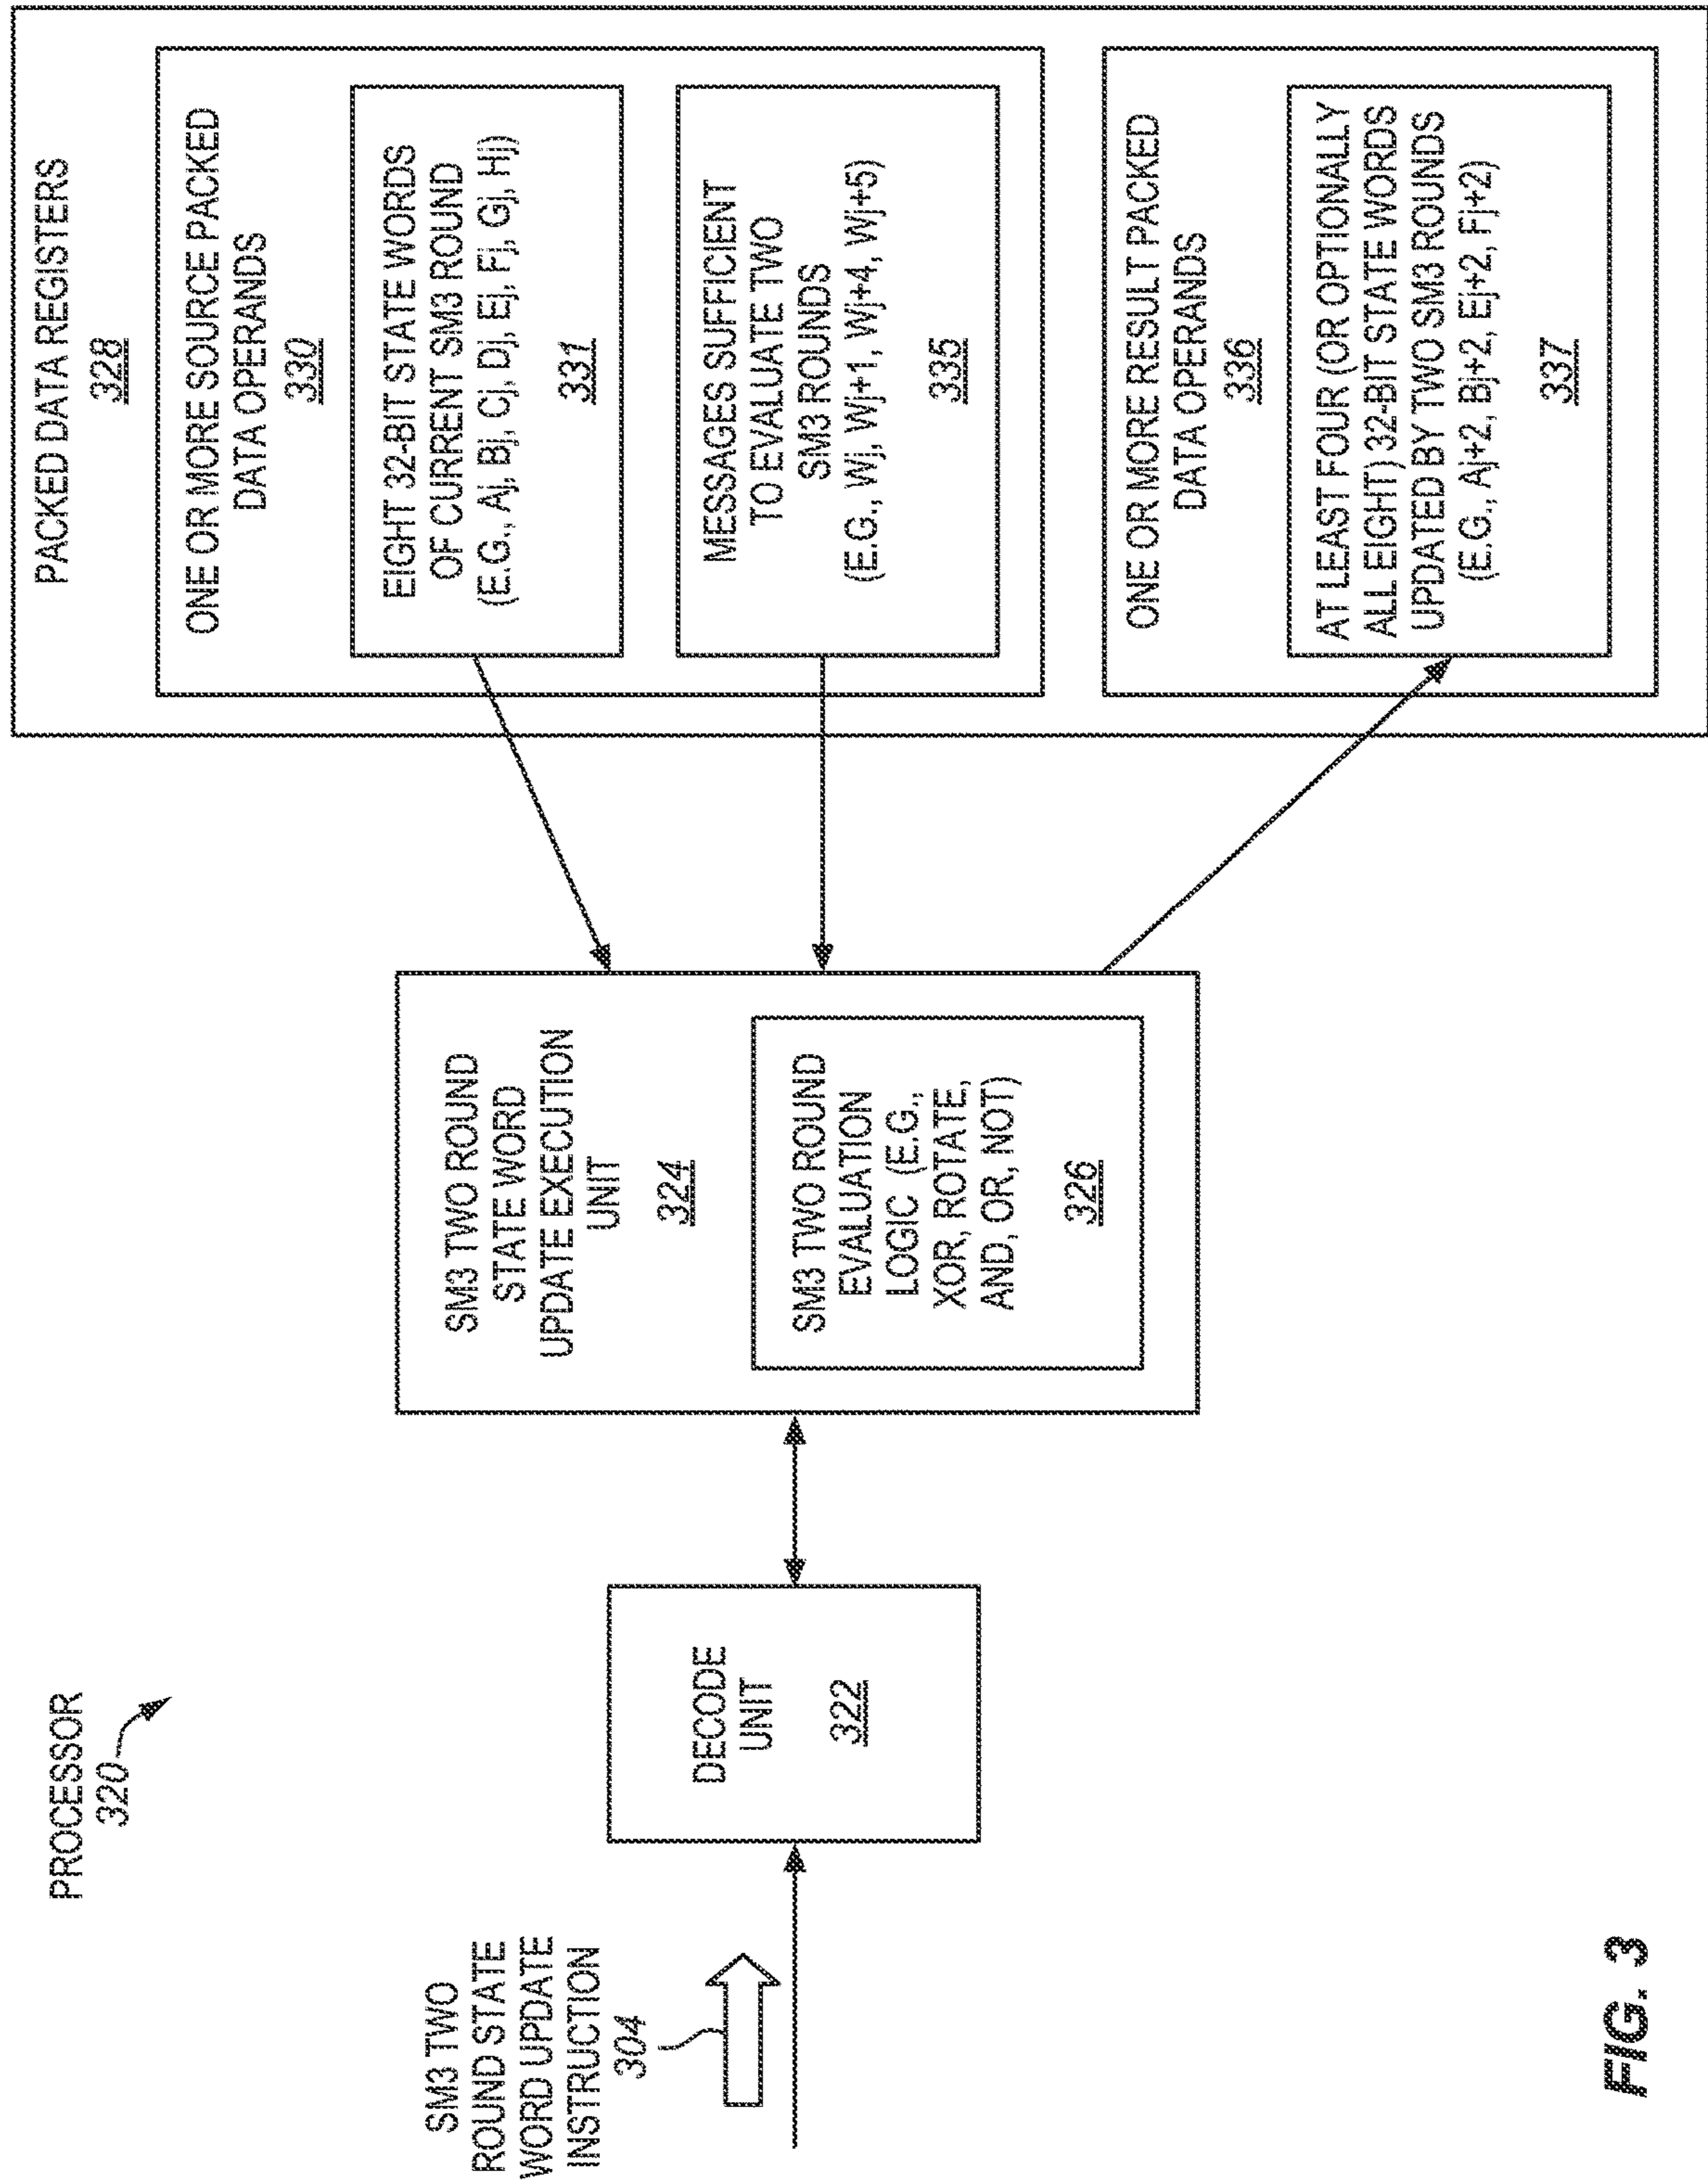 PROCESSOR
320
SM3 TWO
ROUND STATE
WORD UPDATE
INSTRUCTION
304
DECODE
UNIT
322
SM3 TWO ROUND
STATE WORD
UPDATE EXECUTION
UNIT
324
SM3 TWO ROUND
EVALUATION
LOGIC (E.G.,
XOR, ROTATE,
AND, OR, NOT)
326
PACKED DATA REGISTERS
328
ONE OR MORE SOURCE PACKED
DATA OPERANDS
330
EIGHT 32-BIT STATE WORDS
OF CURRENT SM3 ROUND
(E.G., Aj, Bj, Cj, Dj, Ej, Fj, Gj, Hj)
331
MESSAGES SUFFICIENT
TO EVALUATE TWO
SM3 ROUNDS
(E.G., Wj, Wj+1, Wj+4, Wj+5)
335
ONE OR MORE RESULT PACKED
DATA OPERANDS
336
AT LEAST FOUR (OR OPTIONALLY
ALL EIGHT) 32-BIT STATE WORDS
UPDATED BY TWO SM3 ROUNDS
(E.G., Aj+2, Bj+2, Ej+2, Fj+2)
337
FIG. 3